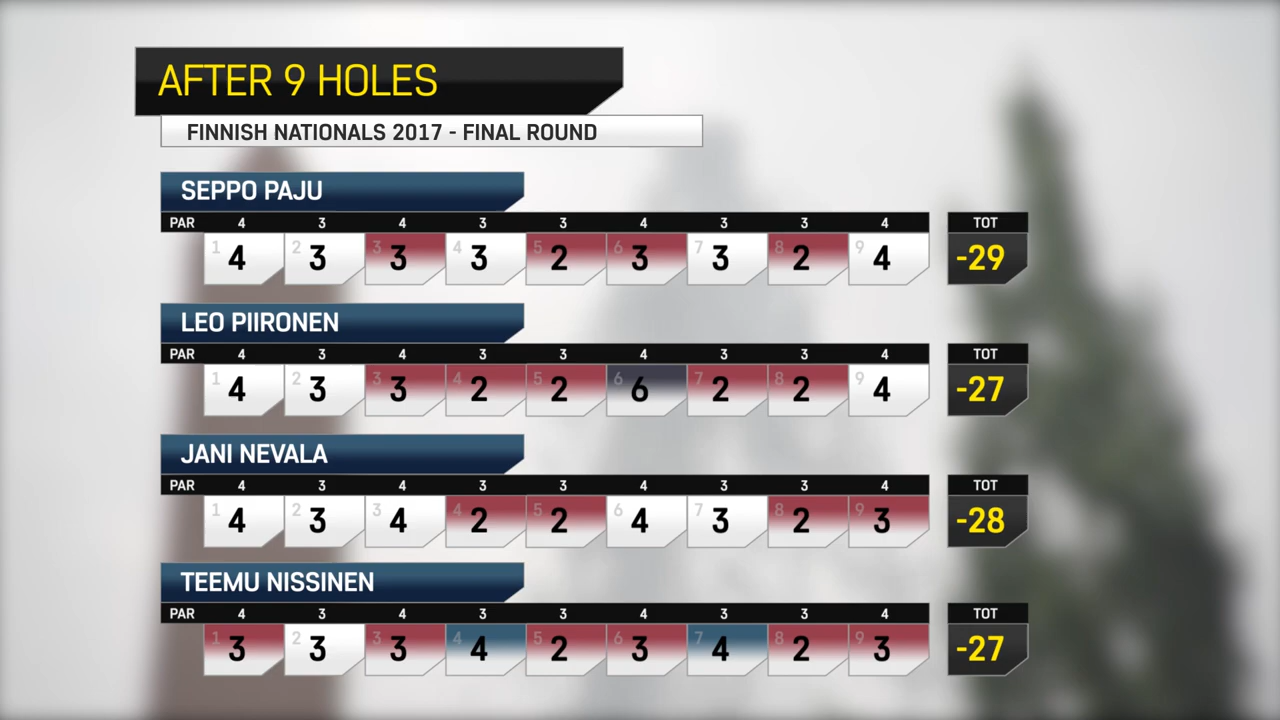 AFTER 9 HOLES
FINNISH NATIONALS 2017 - FINAL ROUND
SEPPO PAJU
PAR 4 3 4 3 3 4 3 3 4 TOT
1 4 2 3 3 3 4 3 5 2 6 3 7 3 8 2 9 4 -29
LEO PIIRONEN
PAR 4 3 4 3 3 4 3 3 4 TOT
1 4 2 3 3 3 4 2 5 2 6 6 7 2 8 2 9 4 -27
JANI NEVALA
PAR 4 3 4 3 3 4 3 3 4 TOT
1 4 2 3 3 4 4 2 5 2 6 4 7 3 8 2 9 3 -28
TEEMU NISSINEN
PAR 4 3 4 3 3 4 3 3 4 TOT
1 3 2 3 3 3 4 4 5 2 6 3 7 4 8 2 9 3 -27